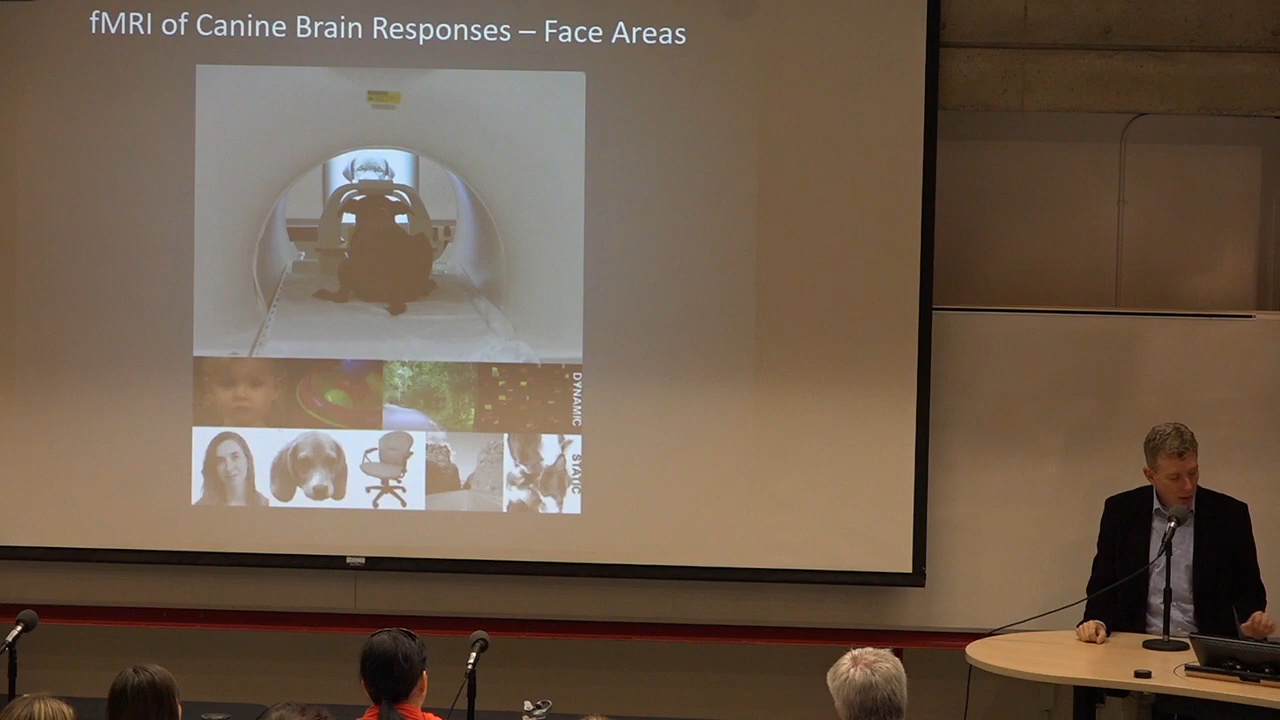 fMRI of Canine Brain Responses – Face Areas
DYNAMIC
STATIC